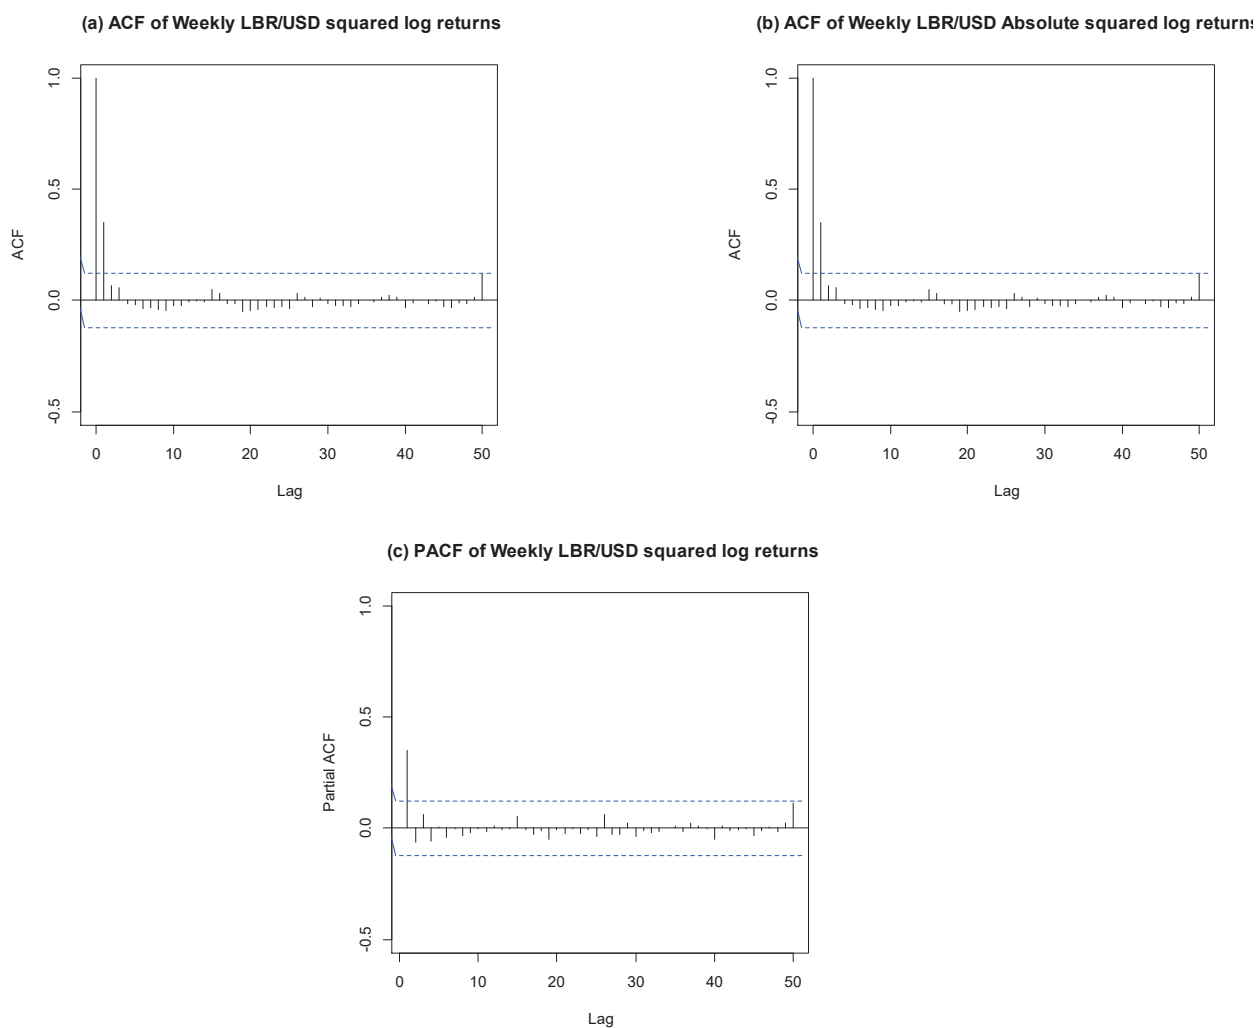 (a) ACF of Weekly LBR/USD squared log returns
1.0
0.5
0.0
-0.5
ACF
0 10 20 30 40 50
Lag
(b) ACF of Weekly LBR/USD Absolute squared log returns
1.0
0.5
0.0
-0.5
ACF
0 10 20 30 40 50
Lag
(c) PACF of Weekly LBR/USD squared log returns
1.0
0.5
0.0
-0.5
Partial ACF
0 10 20 30 40 50
Lag